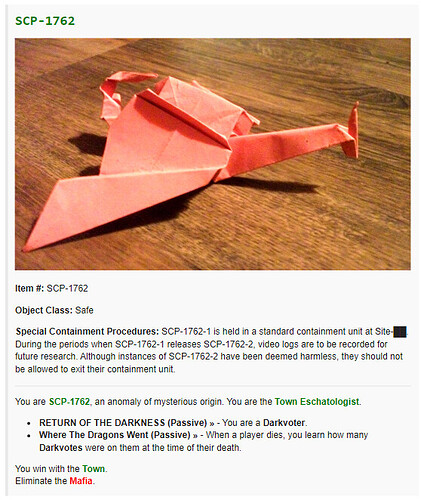 SCP-1762
Item #: SCP-1762
Object Class: Safe
Special Containment Procedures: SCP-1762-1 is held in a standard containment unit at Site-██.
During the periods when SCP-1762-1 releases SCP-1762-2, video logs are to be recorded for
future research. Although instances of SCP-1762-2 have been deemed harmless, they should not
be allowed to exit their containment unit.
You are SCP-1762, an anomaly of mysterious origin. You are the Town Eschatologist.
• RETURN OF THE DARKNESS (Passive) » - You are a Darkvoter.
• Where The Dragons Went (Passive) » - When a player dies, you learn how many
Darkvotes were on them at the time of their death.
You win with the Town.
Eliminate the Mafia.